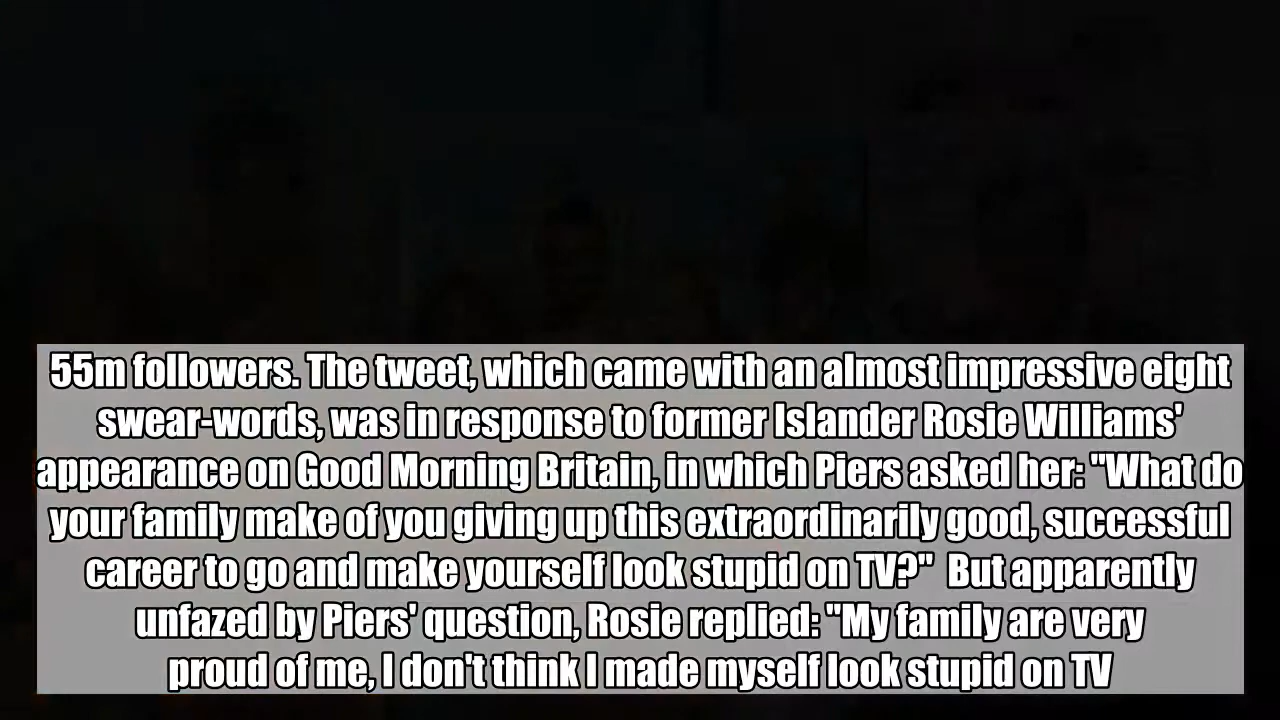 55m followers. The tweet, which came with an almost impressive eight
swear-words, was in response to former Islander Rosie Williams'
appearance on Good Morning Britain, in which Piers asked her: "What do
your family make of you giving up this extraordinarily good, successful
career to go and make yourself look stupid on TV?"  But apparently
unfazed by Piers' question, Rosie replied: "My family are very
proud of me, I don't think I made myself look stupid on TV